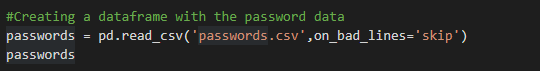 #Creating a dataframe with the password data
passwords = pd.read_csv('passwords.csv',on_bad_lines='skip')
passwords